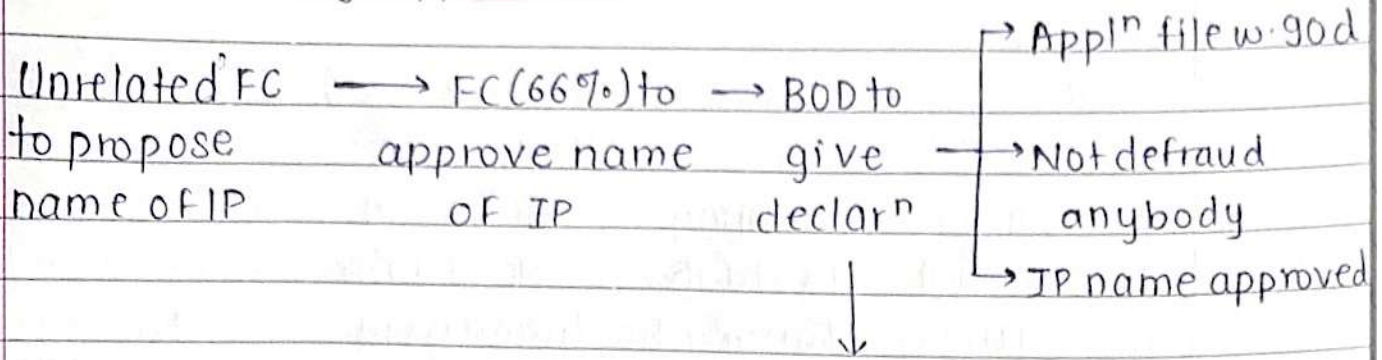 Unrelated FC → FC(66%) to → BOD to → Applⁿ file w·90d
to propose approve name give → Not defraud
name of IP of IP declarⁿ anybody
→ IP name approved